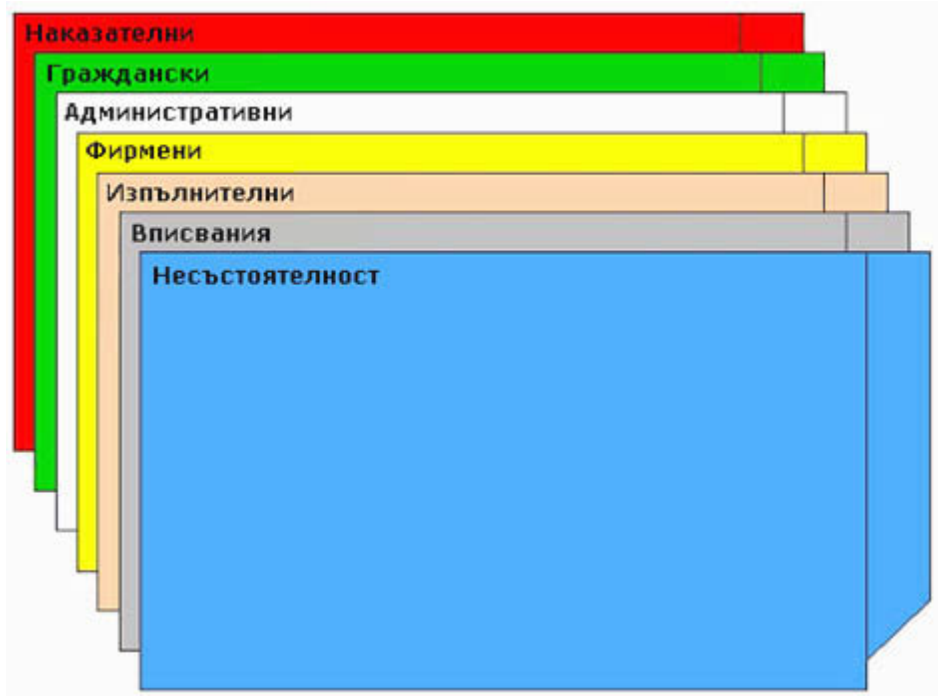 Наказателни
Граждански
Административни
Фирмени
Изпълнителни
Вписвания
Несъстоятелност